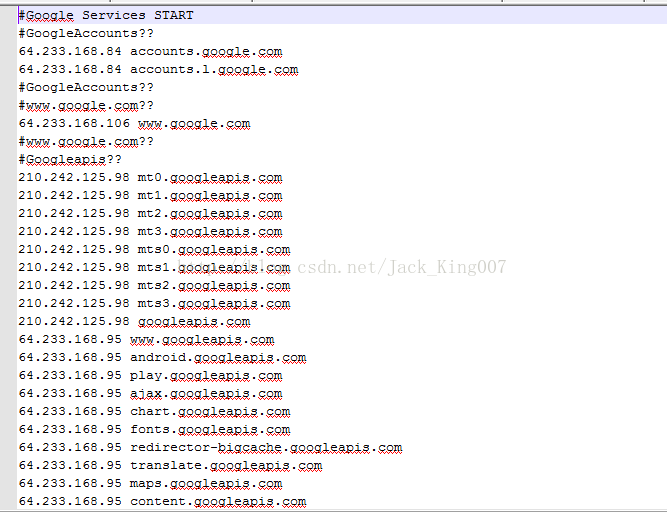 #Google Services START
#GoogleAccounts??
64.233.168.84 accounts.google.com
64.233.168.84 accounts.l.google.com
#GoogleAccounts??
#www.google.com??
64.233.168.106 www.google.com
#www.google.com??
#Googleapis??
210.242.125.98 mt0.googleapis.com
210.242.125.98 mt1.googleapis.com
210.242.125.98 mt2.googleapis.com
210.242.125.98 mt3.googleapis.com
210.242.125.98 mts0.googleapis.com
210.242.125.98 mts1.googleapis.com
csdn.net/Jack_King007
210.242.125.98 mts2.googleapis.com
210.242.125.98 mts3.googleapis.com
210.242.125.98 googleapis.com
64.233.168.95 www.googleapis.com
64.233.168.95 android.googleapis.com
64.233.168.95 play.googleapis.com
64.233.168.95 ajax.googleapis.com
64.233.168.95 chart.googleapis.com
64.233.168.95 fonts.googleapis.com
64.233.168.95 redirector-bigcache.googleapis.com
64.233.168.95 translate.googleapis.com
64.233.168.95 maps.googleapis.com
64.233.168.95 content.googleapis.com